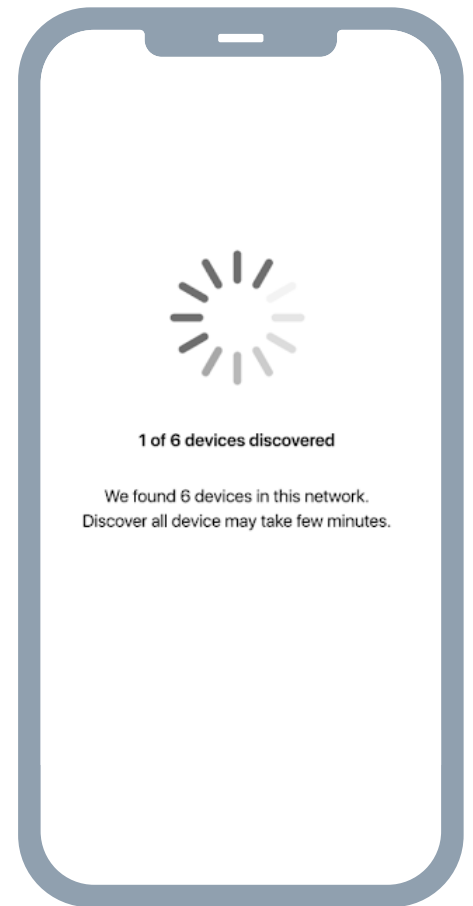 1 of 6 devices discovered
We found 6 devices in this network.
Discover all device may take few minutes.